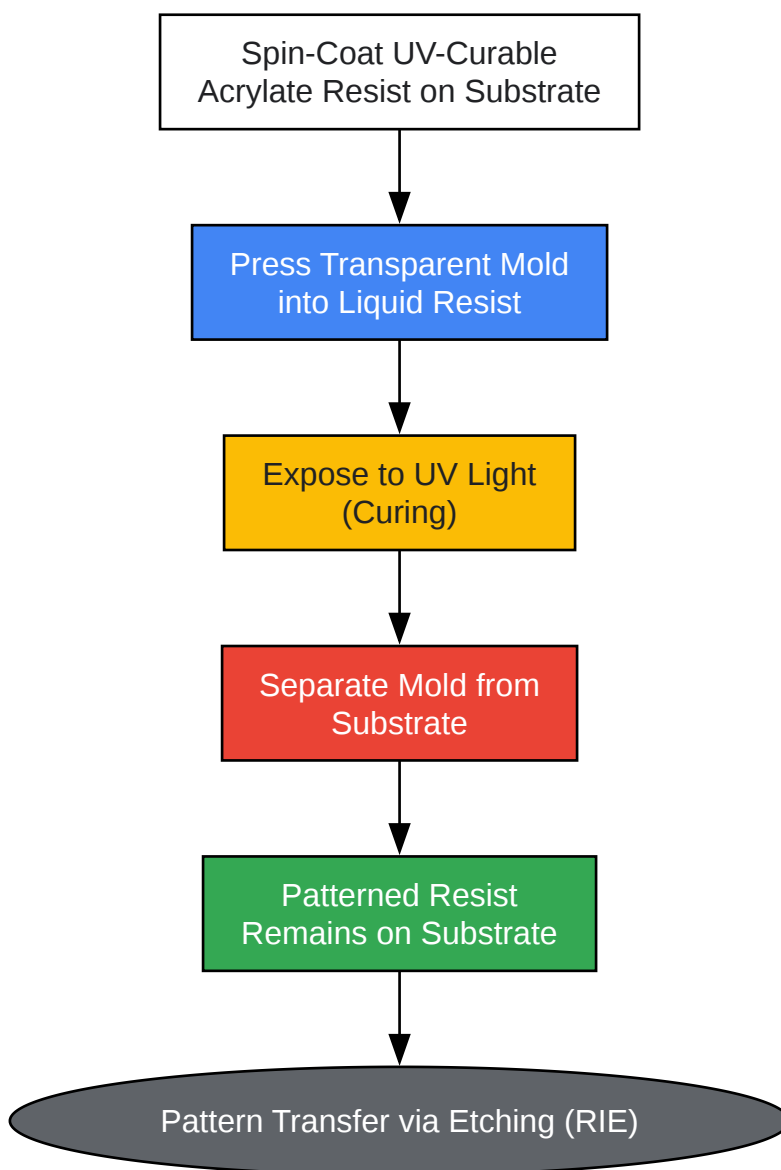 Spin-Coat UV-Curable
Acrylate Resist on Substrate
Press Transparent Mold
into Liquid Resist
Expose to UV Light
(Curing)
Separate Mold from
Substrate
Patterned Resist
Remains on Substrate
Pattern Transfer via Etching (RIE)